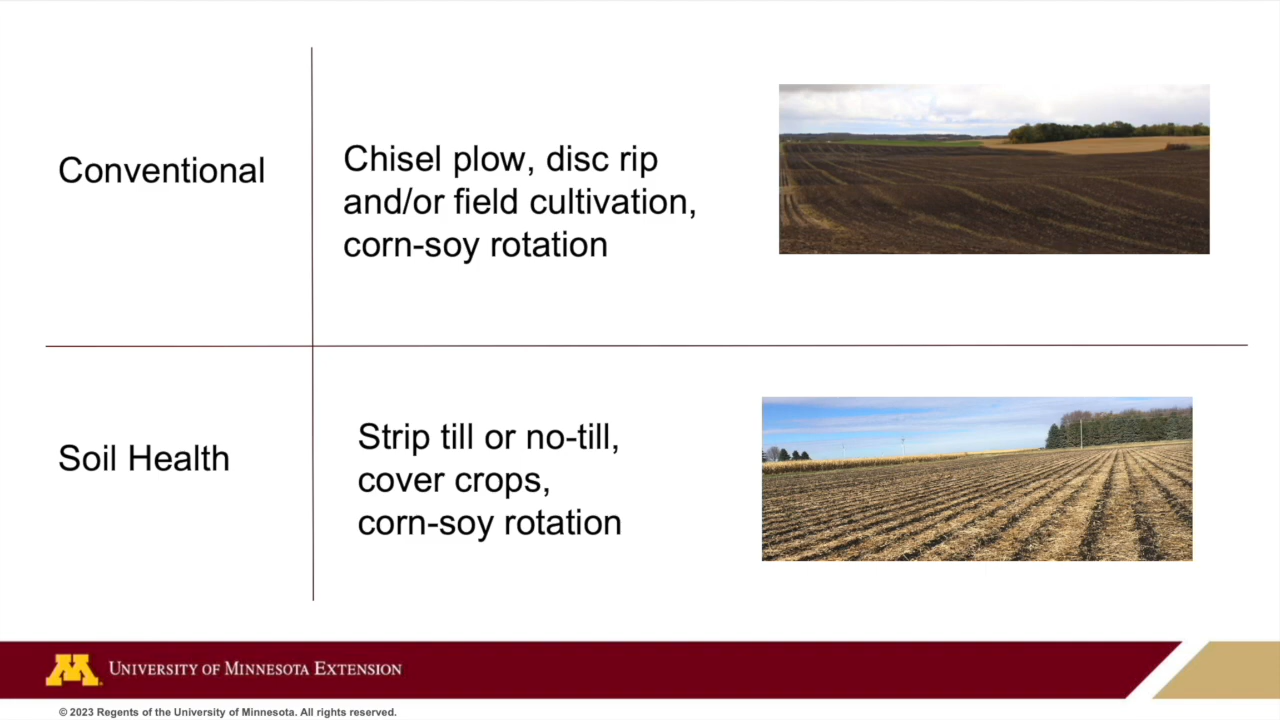 Conventional
Chisel plow, disc rip
and/or field cultivation,
corn-soy rotation
Soil Health
Strip till or no-till,
cover crops,
corn-soy rotation
M
UNIVERSITY OF MINNESOTA EXTENSION
© 2023 Regents of the University of Minnesota. All rights reserved.